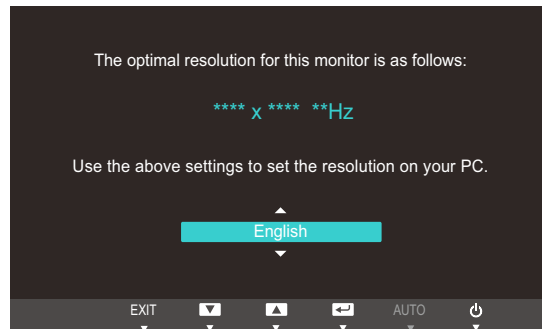 The optimal resolution for this monitor is as follows:
**** x **** **Hz
Use the above settings to set the resolution on your PC.
English
EXIT AUTO